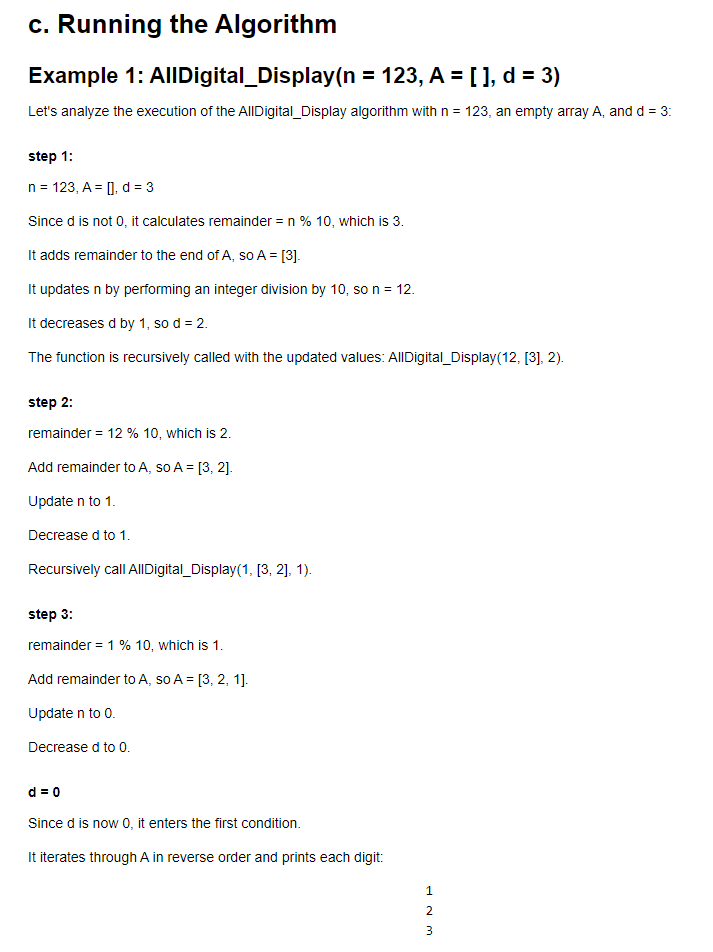 c. Running the Algorithm
Example 1: AllDigital_Display(n = 123, A = [ ], d = 3)
Let's analyze the execution of the AllDigital_Display algorithm with n = 123, an empty array A, and d = 3:
step 1:
n = 123, A = [], d = 3
Since d is not 0, it calculates remainder = n % 10, which is 3.
It adds remainder to the end of A, so A = [3].
It updates n by performing an integer division by 10, so n = 12.
It decreases d by 1, so d = 2.
The function is recursively called with the updated values: AllDigital_Display(12, [3], 2).
step 2:
remainder = 12 % 10, which is 2.
Add remainder to A, so A = [3, 2].
Update n to 1.
Decrease d to 1.
Recursively call AllDigital_Display(1, [3, 2], 1).
step 3:
remainder = 1 % 10, which is 1.
Add remainder to A, so A = [3, 2, 1].
Update n to 0.
Decrease d to 0.
d = 0
Since d is now 0, it enters the first condition.
It iterates through A in reverse order and prints each digit:
1
2
3